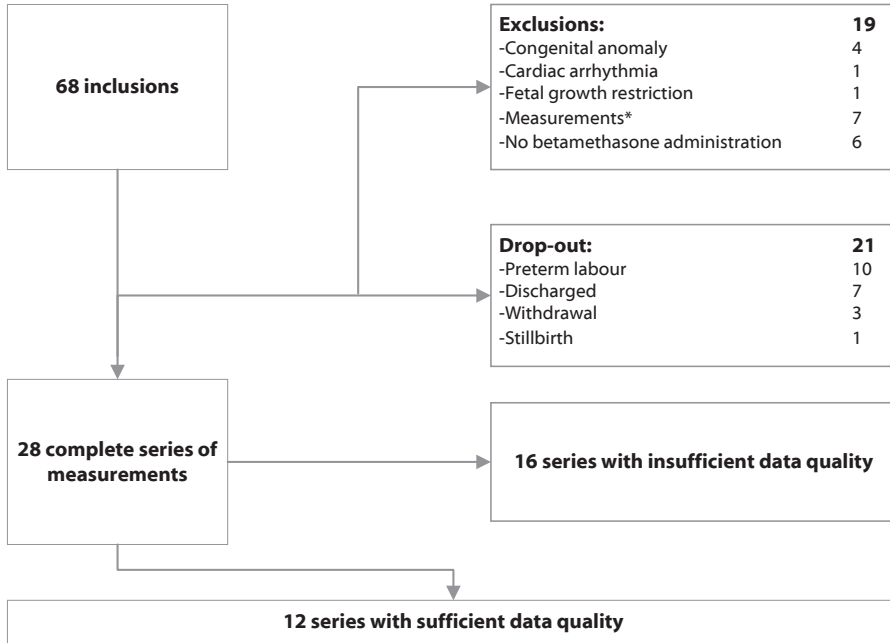 68 inclusions
Exclusions: 19
-Congenital anomaly 4
-Cardiac arrhythmia 1
-Fetal growth restriction 1
-Measurements* 7
-No betamethasone administration 6
Drop-out: 21
-Preterm labour 10
-Discharged 7
-Withdrawal 3
-Stillbirth 1
28 complete series of
measurements
16 series with insufficient data quality
12 series with sufficient data quality